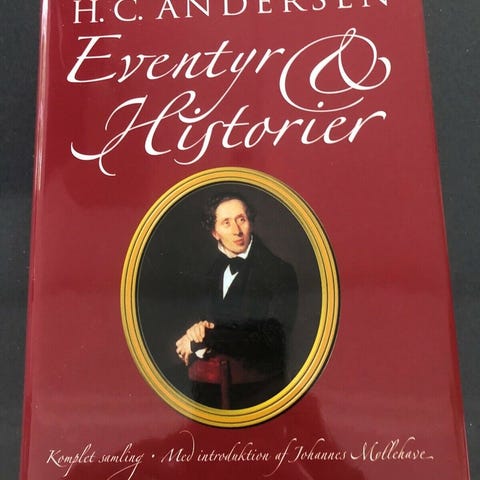 H. C. ANDERSEN
Eventyr &
Historier
Komplet samling · Med introduktion af Johannes Møllehave